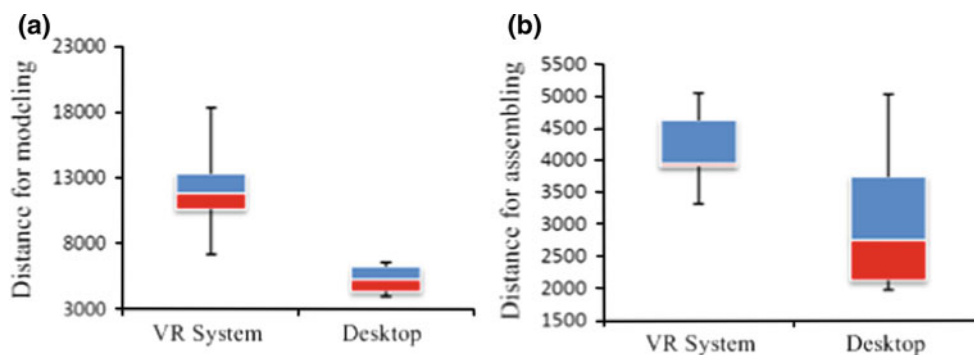 (a)
Distance for modeling
23000
18000
13000
8000
3000
VR System Desktop
(b)
Distance for assembling
5500
5000
4500
4000
3500
3000
2500
2000
1500
VR System Desktop